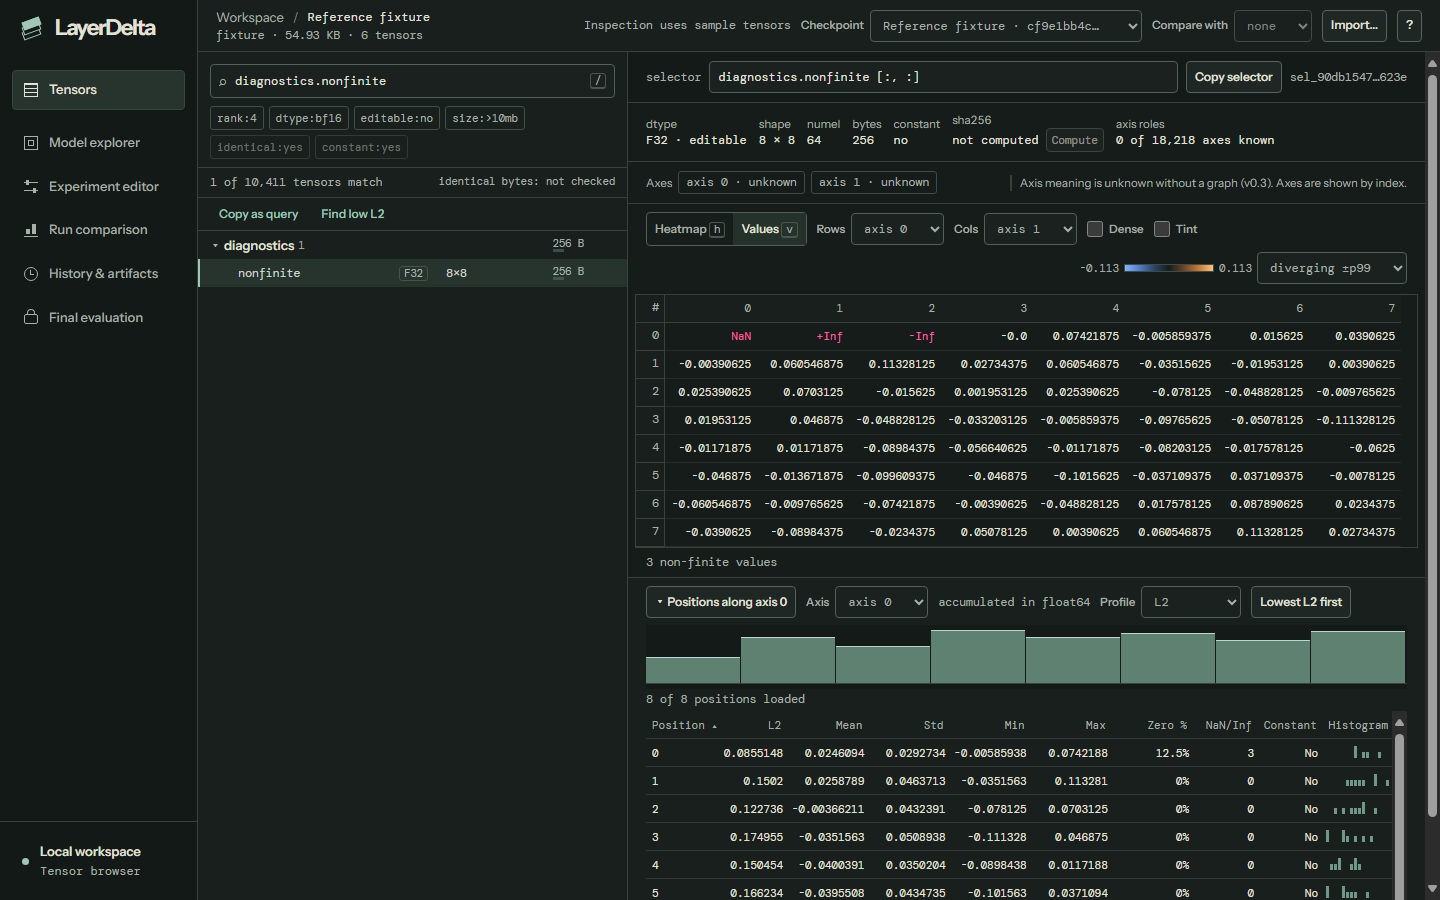 LayerDelta
Tensors
Model explorer
Experiment editor
Run comparison
History & artifacts
Final evaluation
Local workspace
Tensor browser
Workspace / Reference fixture
fixture · 54.93 KB · 6 tensors
Inspection uses sample tensors Checkpoint Reference fixture · cf9e1bb4c… Compare with none Import… ?
diagnostics.nonfinite /
rank:4 dtype:bf16 editable:no size:>10mb
identical:yes constant:yes
1 of 10,411 tensors match identical bytes: not checked
Copy as query Find low L2
diagnostics 1 256 B
nonfinite F32 8×8 256 B
selector diagnostics.nonfinite [:, :] Copy selector sel_90db1547…623e
dtype shape numel bytes constant sha256 axis roles
F32 · editable 8 × 8 64 256 no not computed Compute 0 of 18,218 axes known
Axes axis 0 · unknown axis 1 · unknown Axis meaning is unknown without a graph (v0.3). Axes are shown by index.
Heatmap h Values v Rows axis 0 Cols axis 1 Dense Tint
-0.113 0.113 diverging ±p99
# 0 1 2 3 4 5 6 7
0 NaN +Inf -Inf -0.0 0.07421875 -0.005859375 0.015625 0.0390625
1 -0.00390625 0.060546875 0.11328125 0.02734375 0.060546875 -0.03515625 -0.01953125 0.00390625
2 0.025390625 0.0703125 -0.015625 0.001953125 0.025390625 -0.078125 -0.048828125 -0.009765625
3 0.01953125 0.046875 -0.048828125 -0.033203125 -0.005859375 -0.09765625 -0.05078125 -0.111328125
4 -0.01171875 0.01171875 -0.08984375 -0.056640625 -0.01171875 -0.08203125 -0.017578125 -0.0625
5 -0.046875 -0.013671875 -0.099609375 -0.046875 -0.1015625 -0.037109375 0.037109375 -0.0078125
6 -0.060546875 -0.009765625 -0.07421875 -0.00390625 -0.048828125 0.017578125 0.087890625 0.0234375
7 -0.0390625 -0.08984375 -0.0234375 0.05078125 0.00390625 0.060546875 0.11328125 0.02734375
3 non-finite values
Positions along axis 0 Axis axis 0 accumulated in float64 Profile L2 Lowest L2 first
8 of 8 positions loaded
Position L2 Mean Std Min Max Zero % NaN/Inf Constant Histogram
0 0.0855148 0.0246094 0.0292734 -0.00585938 0.0742188 12.5% 3 No
1 0.1502 0.0258789 0.0463713 -0.0351563 0.113281 0% 0 No
2 0.122736 -0.00366211 0.0432391 -0.078125 0.0703125 0% 0 No
3 0.174955 -0.0351563 0.0508938 -0.111328 0.046875 0% 0 No
4 0.150454 -0.0400391 0.0350204 -0.0898438 0.0117188 0% 0 No
5 0.166234 -0.0395508 0.0434735 -0.101563 0.0371094 0% 0 No